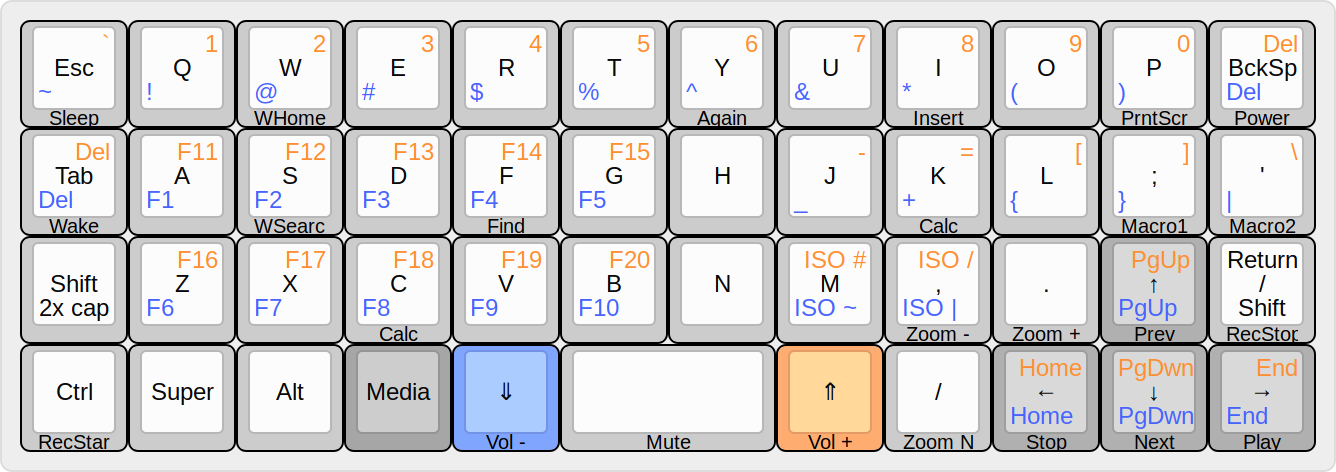 ` 1 2 3 4 5 6 7 8 9 0 Del
Esc Q W E R T Y U I O P BckSp
~ ! @ # $ % ^ & * ( ) Del
Sleep WHome Again Insert PrntScr Power
Del F11 F12 F13 F14 F15 - = [ ] \
Tab A S D F G H J K L ; '
Del F1 F2 F3 F4 F5 _ + { } |
Wake WSearc Find Calc Macro1 Macro2
F16 F17 F18 F19 F20 ISO # ISO / PgUp Return
Shift Z X C V B N M , . ↑ /
2x cap F6 F7 F8 F9 F10 ISO ~ ISO | PgUp Shift
Calc Zoom - Zoom + Prev RecStop
Home PgDwn End
Ctrl Super Alt Media ⇓ ⇑ / ← ↓ →
Home PgDwn End
RecStar Vol - Mute Vol + Zoom N Stop Next Play